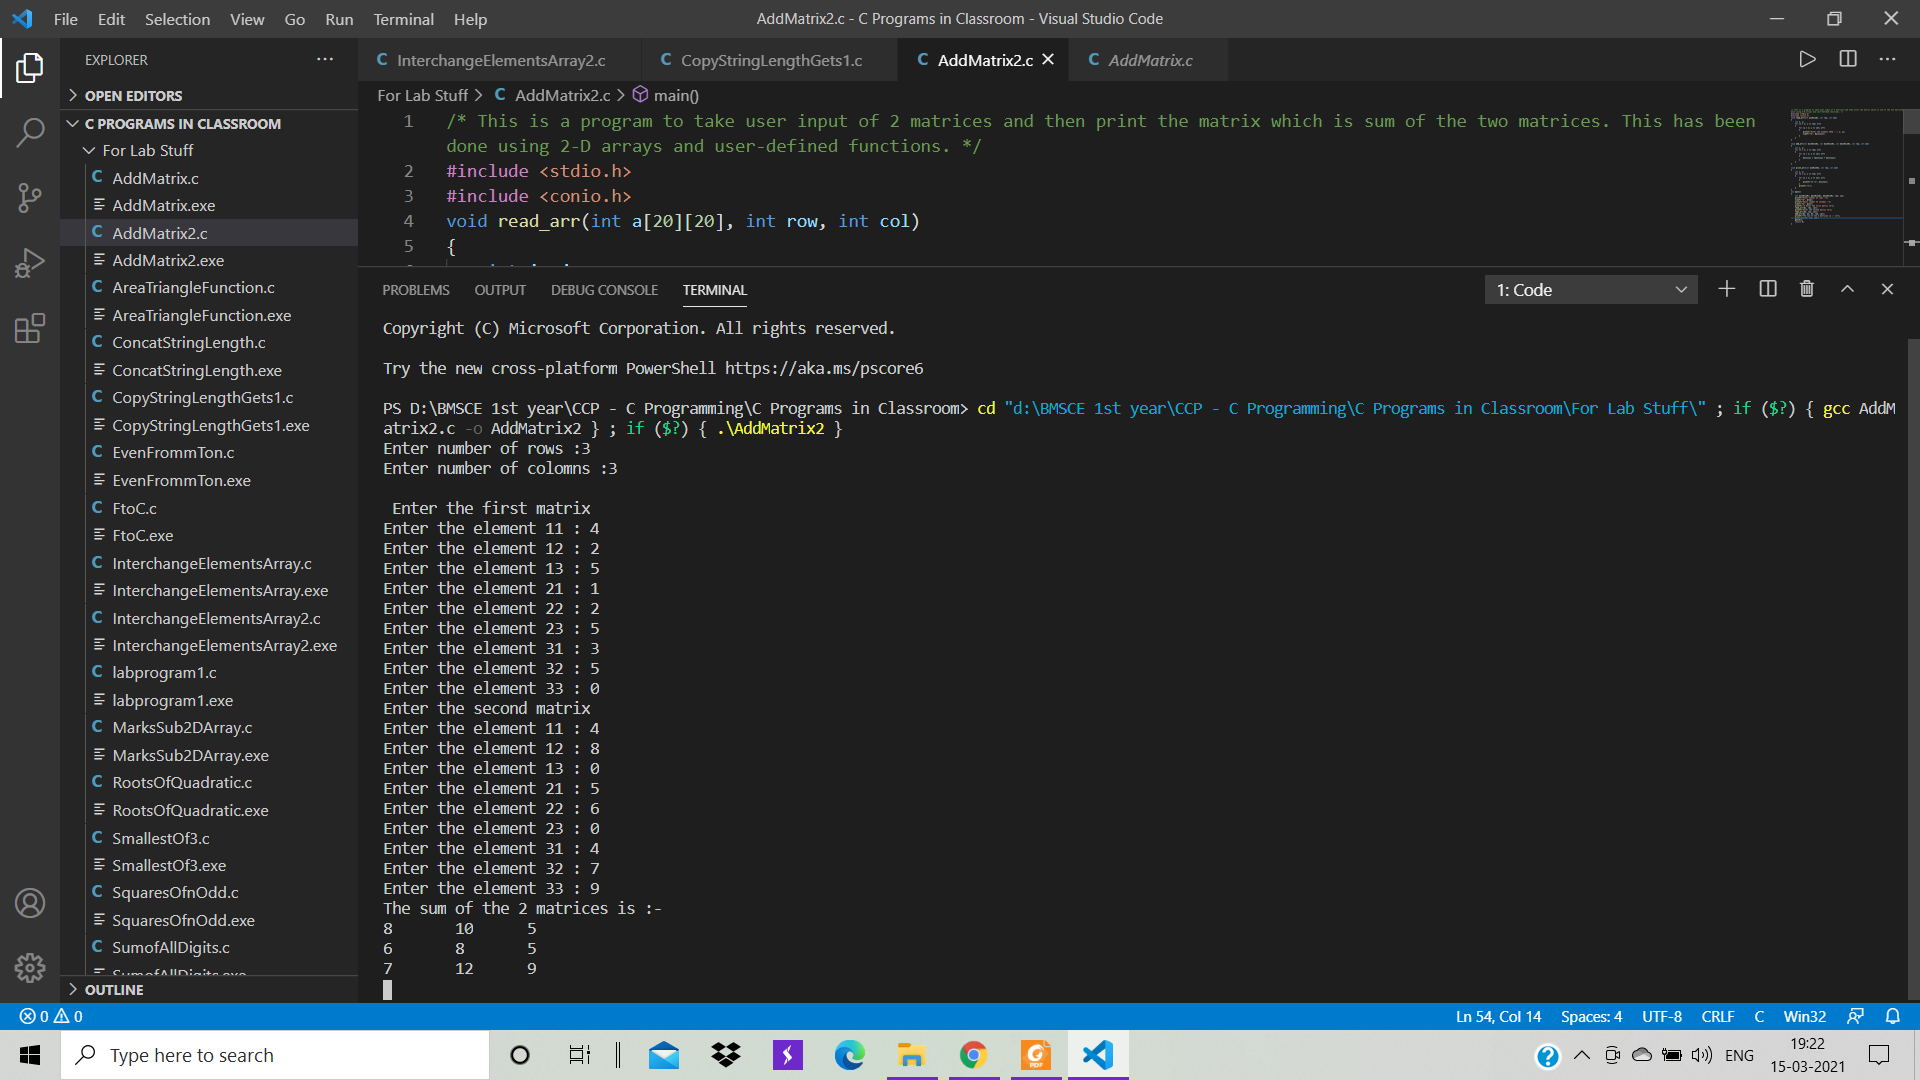 File Edit Selection View Go Run Terminal Help
AddMatrix2.c - C Programs in Classroom - Visual Studio Code
EXPLORER
OPEN EDITORS
C PROGRAMS IN CLASSROOM
For Lab Stuff
C AddMatrix.c
AddMatrix.exe
C AddMatrix2.c
AddMatrix2.exe
C AreaTriangleFunction.c
AreaTriangleFunction.exe
C ConcatStringLength.c
ConcatStringLength.exe
C CopyStringLengthGets1.c
CopyStringLengthGets1.exe
C EvenFrommTon.c
EvenFrommTon.exe
C FtoC.c
FtoC.exe
C InterchangeElementsArray.c
InterchangeElementsArray.exe
C InterchangeElementsArray2.c
InterchangeElementsArray2.exe
C labprogram1.c
labprogram1.exe
C MarksSub2DArray.c
MarksSub2DArray.exe
C RootsOfQuadratic.c
RootsOfQuadratic.exe
C SmallestOf3.c
SmallestOf3.exe
C SquaresOfnOdd.c
SquaresOfnOdd.exe
C SumofAllDigits.c
SumofAllDigits.exe
OUTLINE
C InterchangeElementsArray2.c C CopyStringLengthGets1.c C AddMatrix2.c C AddMatrix.c
For Lab Stuff > C AddMatrix2.c > main()
1 /* This is a program to take user input of 2 matrices and then print the matrix which is sum of the two matrices. This has been
done using 2-D arrays and user-defined functions. */
2 #include <stdio.h>
3 #include <conio.h>
4 void read_arr(int a[20][20], int row, int col)
5 {
PROBLEMS OUTPUT DEBUG CONSOLE TERMINAL
1: Code
Copyright (C) Microsoft Corporation. All rights reserved.
Try the new cross-platform PowerShell https://aka.ms/pscore6
PS D:\BMSCE 1st year\CCP - C Programming\C Programs in Classroom> cd "d:\BMSCE 1st year\CCP - C Programming\C Programs in Classroom\For Lab Stuff\" ; if ($?) { gcc AddM
atrix2.c -o AddMatrix2 } ; if ($?) { .\AddMatrix2 }
Enter number of rows :3
Enter number of colomns :3
Enter the first matrix
Enter the element 11 : 4
Enter the element 12 : 2
Enter the element 13 : 5
Enter the element 21 : 1
Enter the element 22 : 2
Enter the element 23 : 5
Enter the element 31 : 3
Enter the element 32 : 5
Enter the element 33 : 0
Enter the second matrix
Enter the element 11 : 4
Enter the element 12 : 8
Enter the element 13 : 0
Enter the element 21 : 5
Enter the element 22 : 6
Enter the element 23 : 0
Enter the element 31 : 4
Enter the element 32 : 7
Enter the element 33 : 9
The sum of the 2 matrices is :-
8 10 5
6 8 5
7 12 9
0 0
Ln 54, Col 14 Spaces: 4 UTF-8 CRLF C Win32
Type here to search
ENG
19:22
15-03-2021